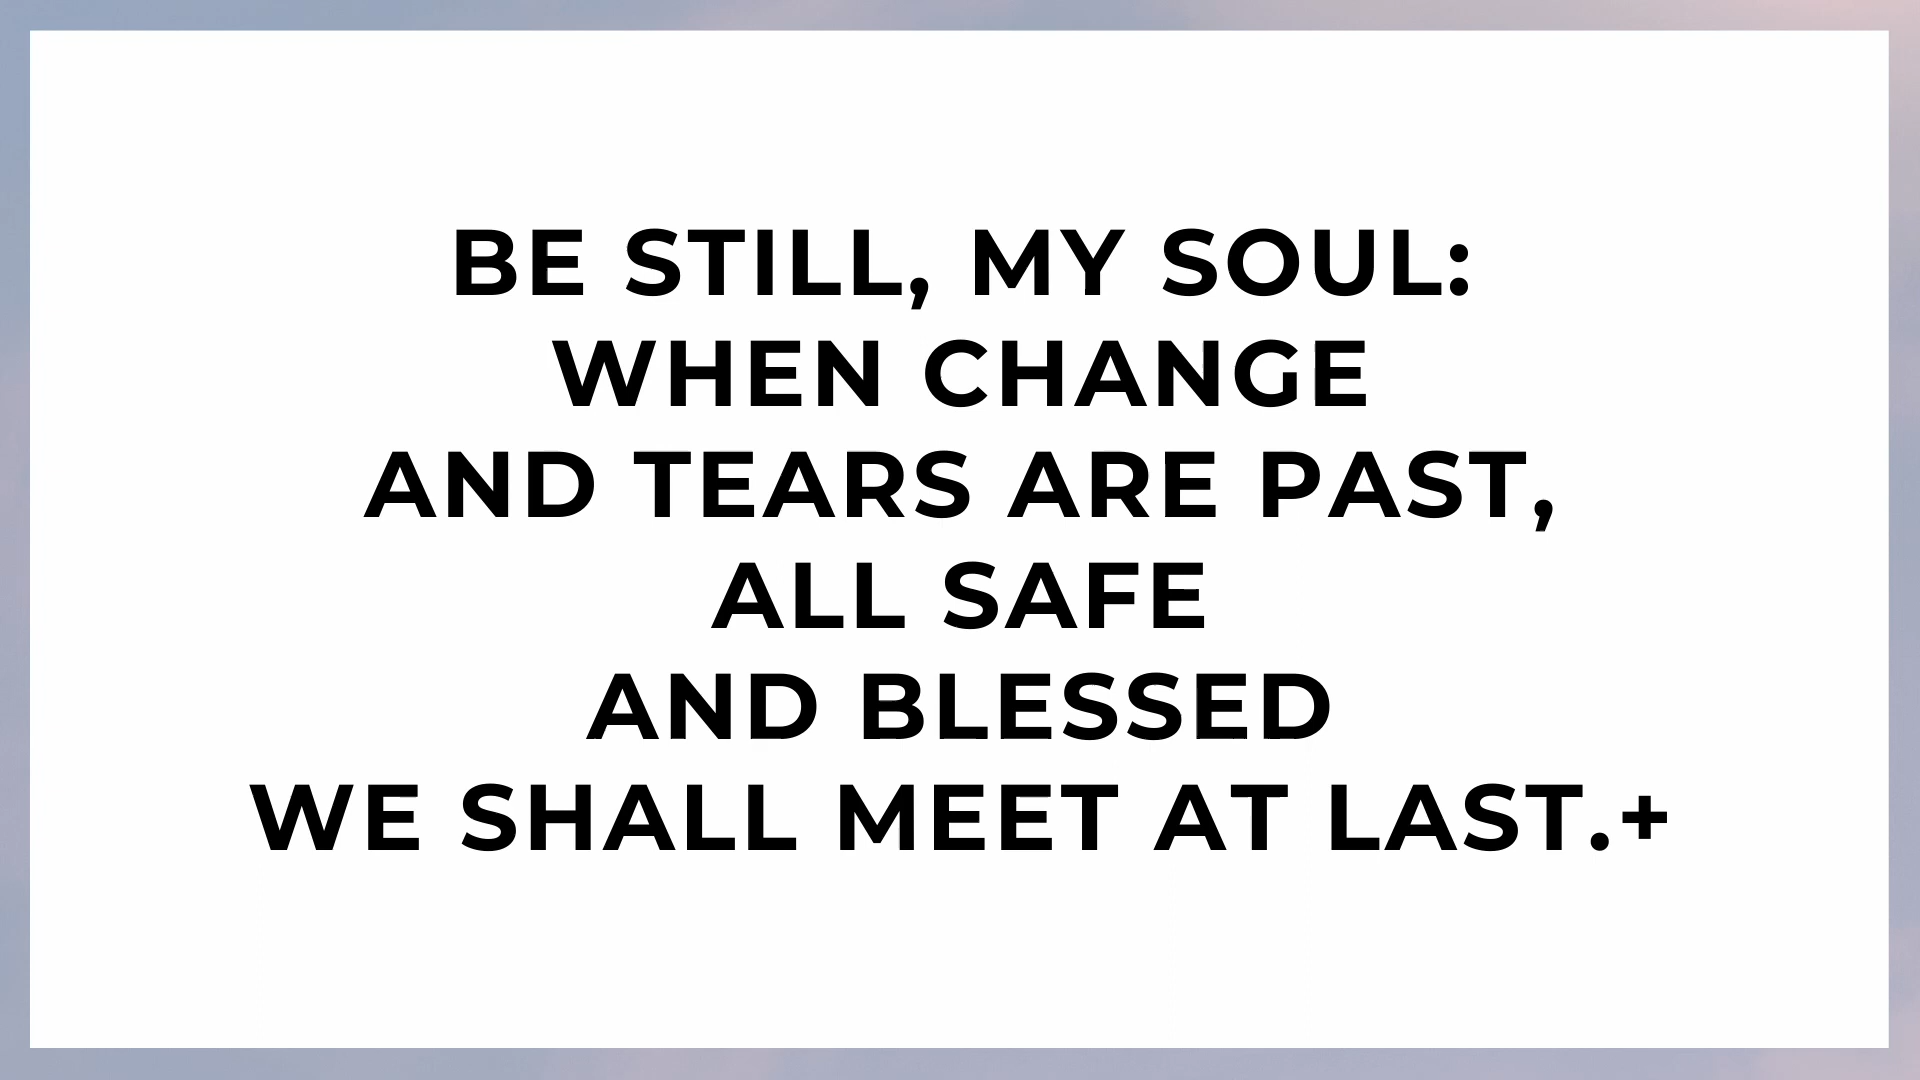 BE STILL, MY SOUL:
WHEN CHANGE
AND TEARS ARE PAST,
ALL SAFE
AND BLESSED
WE SHALL MEET AT LAST.+